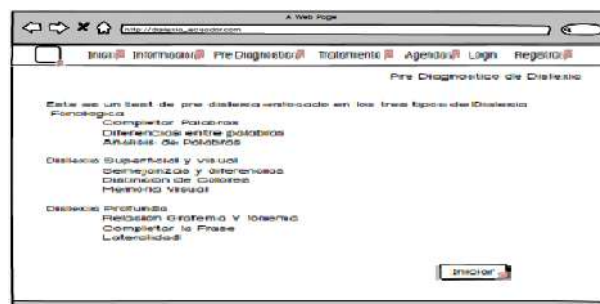 A Web Page
http://dislexia_ecuador.com
Inicio Informacion Pre Diagnostico Tratamiento Agenda Login Registro
Pre Diagnostico de Dislexia
Este es un test de pre dislexia enfocado en los tres tipos de Dislexia
Fonologica
Completar Palabras
Diferencias entre palabras
Analisis de Palabras
Dislexia Superficial y visual
Semejanzas y diferencias
Distincion de Colores
Memoria Visual
Dislexia Profunda
Relacion Grafema Y fonema
Completar la Frase
Lateralidad
Iniciar